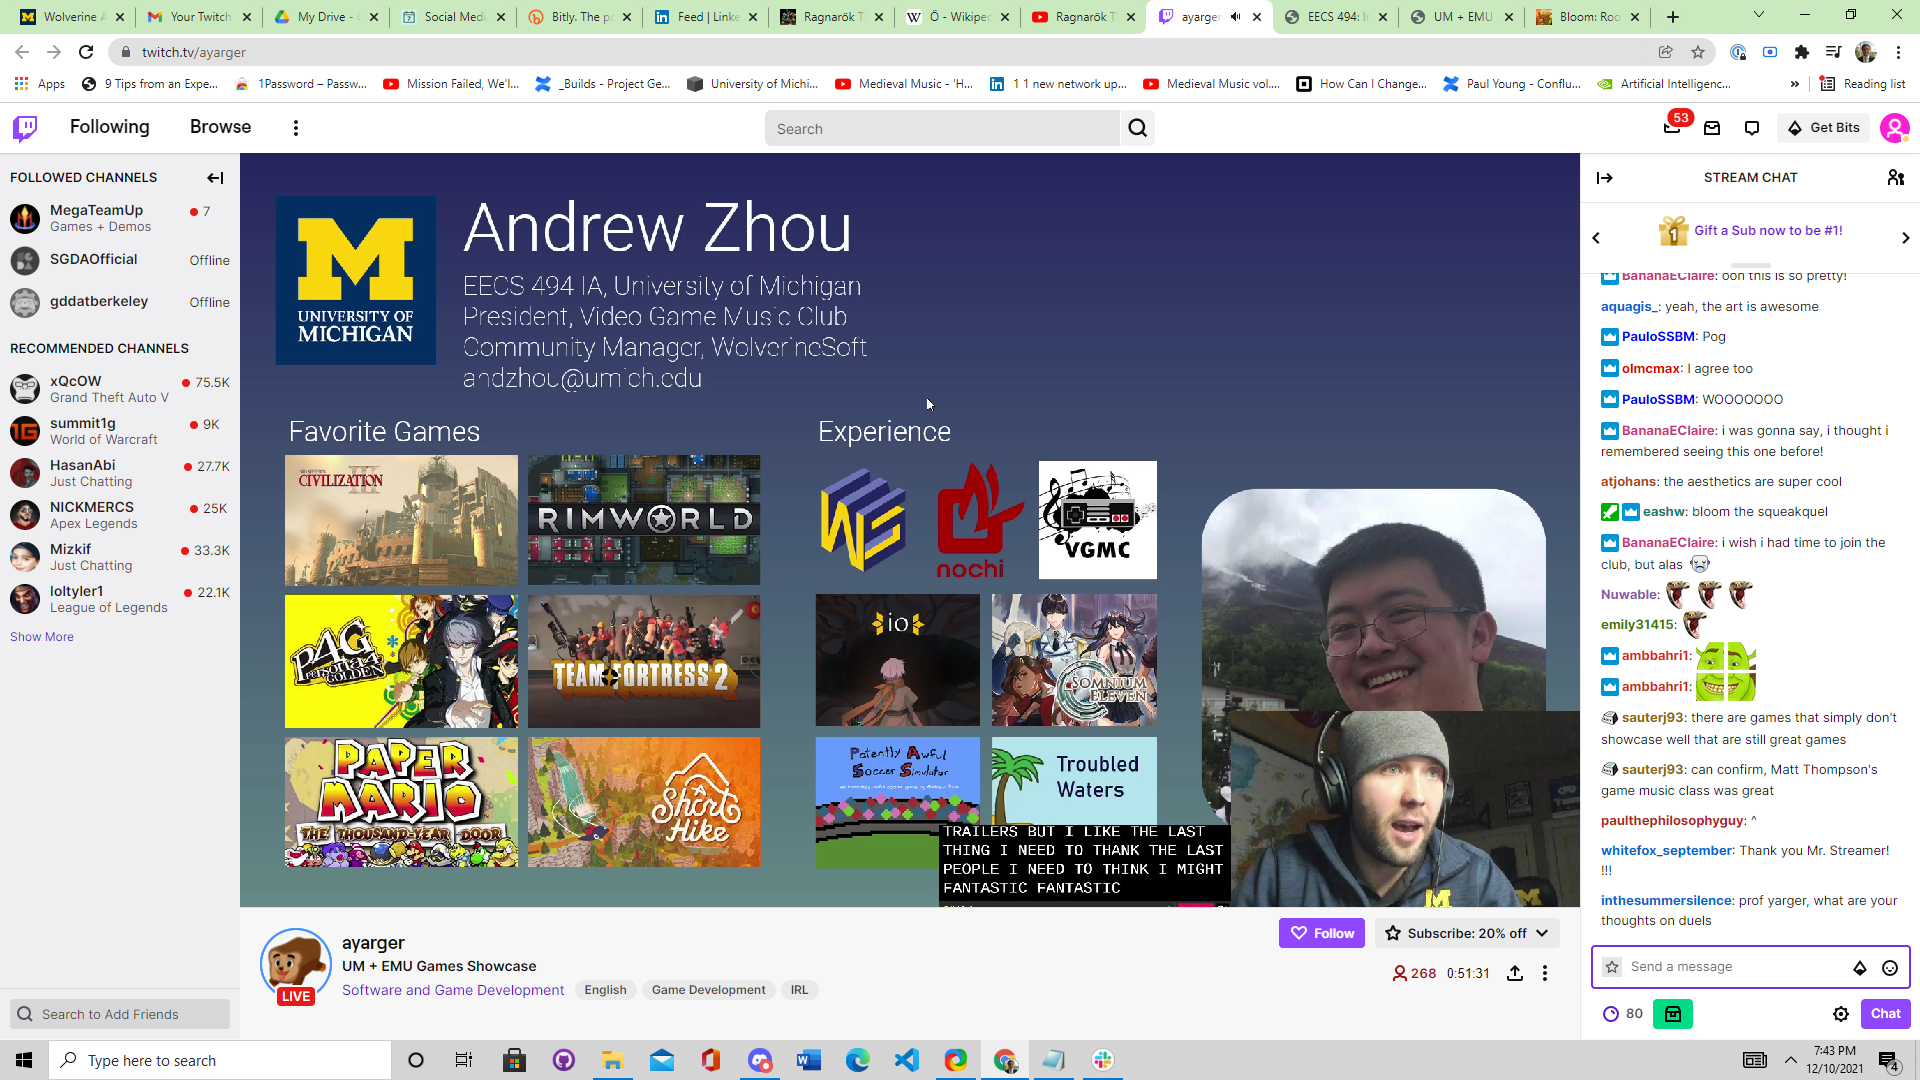 Wolverine A
Your Twitch
My Drive - G
Social Medi
Bitly. The po
Feed | Linke
Ragnarök T
Ō - Wikiped
Ragnarök T
ayarger
EECS 494: I
UM + EMU
Bloom: Roo
twitch.tv/ayarger
Apps
9 Tips from an Expe...
1Password – Passw...
Mission Failed, We'l...
_Builds - Project Ge...
University of Michi...
Medieval Music - 'H...
1 1 new network up...
Medieval Music vol....
How Can I Change...
Paul Young - Conflu...
Artificial Intelligenc...
»
Reading list
Following
Browse
Search
53
Get Bits
FOLLOWED CHANNELS
MegaTeamUp
7
Games + Demos
SGDAOfficial
Offline
gddatberkeley
Offline
RECOMMENDED CHANNELS
xQcOW
75.5K
Grand Theft Auto V
summit1g
9K
World of Warcraft
HasanAbi
27.7K
Just Chatting
NICKMERCS
25K
Apex Legends
Mizkif
33.3K
Just Chatting
loltyler1
22.1K
League of Legends
Show More
Search to Add Friends
M
UNIVERSITY OF
MICHIGAN
Andrew Zhou
EECS 494 IA, University of Michigan
President, Video Game Music Club
Community Manager, WolverineSoft
andzhou@umich.edu
Favorite Games
CIVILIZATION
III
RIMWORLD
P4G
Persona4
GOLDEN
TEAM FORTRESS 2
PAPER
MARIO
THE THOUSAND-YEAR DOOR
A
Short
Hike
Experience
WS
nochi
VGMC
io
SOMNIUM
ELEVEN
Patently Awful
Soccer Simulator
Troubled
Waters
TRAILERS BUT I LIKE THE LAST
THING I NEED TO THANK THE LAST
PEOPLE I NEED TO THINK I MIGHT
FANTASTIC FANTASTIC
LIVE
ayarger
UM + EMU Games Showcase
Software and Game Development
English
Game Development
IRL
Follow
Subscribe: 20% off
268
0:51:31
STREAM CHAT
1
Gift a Sub now to be #1!
BananaEClaire: ooh this is so pretty!
aquagis_: yeah, the art is awesome
PauloSSBM: Pog
olmcmax: I agree too
PauloSSBM: WOOOOOOO
BananaEClaire: i was gonna say, i thought i
remembered seeing this one before!
atjohans: the aesthetics are super cool
eashw: bloom the squeakquel
BananaEClaire: i wish i had time to join the
club, but alas
Nuwable:
emily31415:
ambbahri1:
ambbahri1:
sauterj93: there are games that simply don't
showcase well that are still great games
sauterj93: can confirm, Matt Thompson's
game music class was great
paulthephilosophyguy: ^
whitefox_september: Thank you Mr. Streamer!
!!!
inthesummersilence: prof yarger, what are your
thoughts on duels
Send a message
80
Chat
Type here to search
7:43 PM
12/10/2021
4